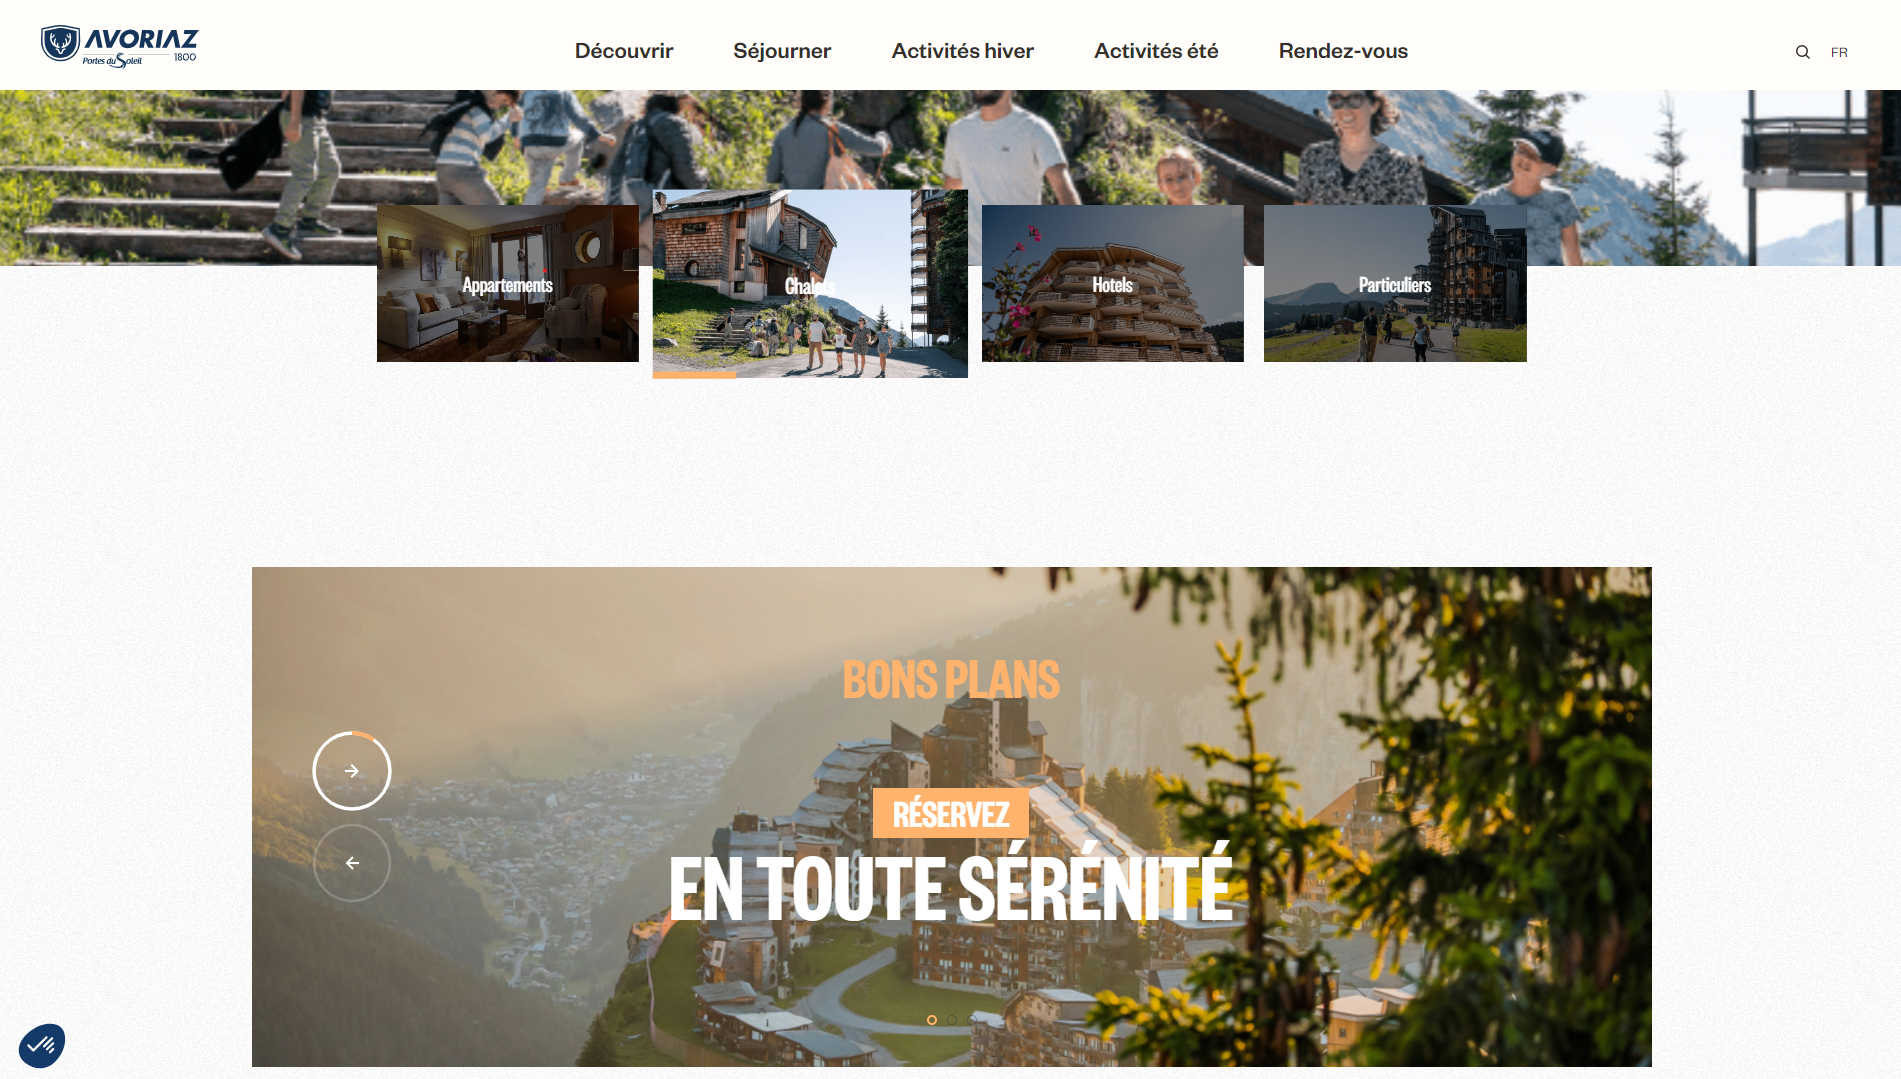 AVORIAZ
Portes du Soleil 1800
Découvrir
Séjourner
Activités hiver
Activités été
Rendez-vous
FR
Appartements
Chalets
Hotels
Particuliers
BONS PLANS
RÉSERVEZ
EN TOUTE SÉRÉNITÉ